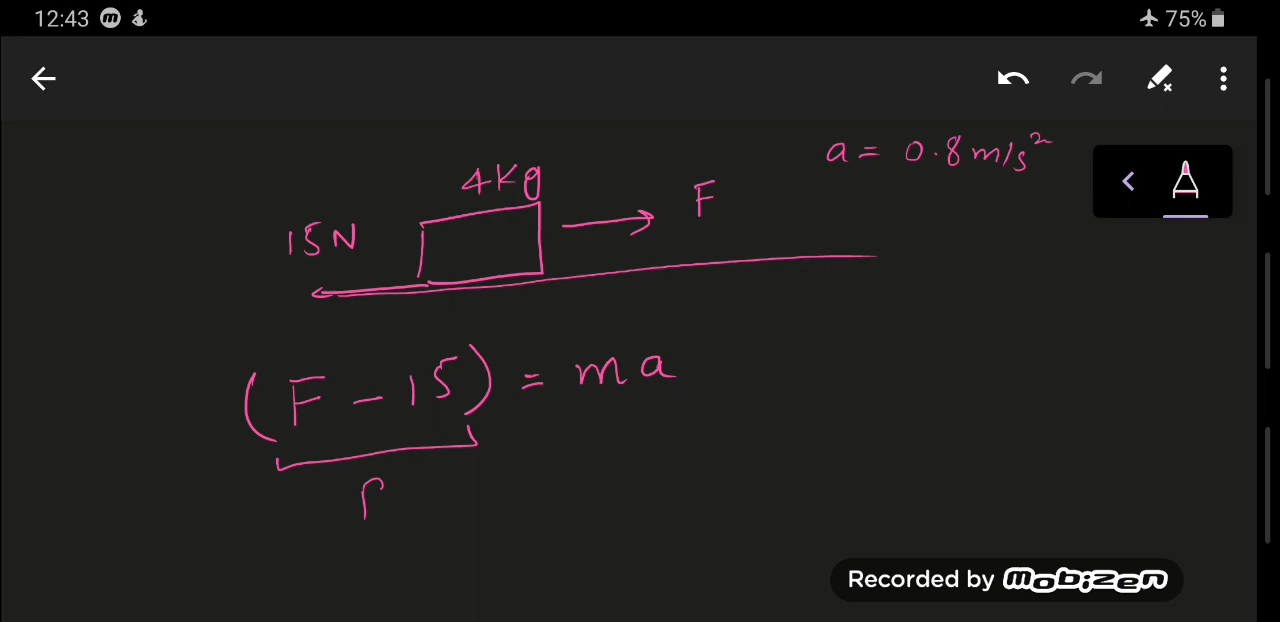 12:43
75%
a = 0.8 m/s²
4Kg
F
15N
(F - 15) = ma
Recorded by Mobizen